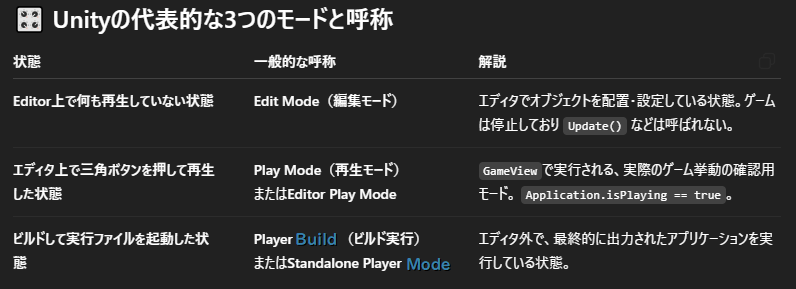 Unityの代表的な3つのモードと呼称
状態 一般的な呼称 解説
Editor上で何も再生していない状態 Edit Mode（編集モード） エディタでオブジェクトを配置・設定している状態。ゲーム
は停止しており Update() などは呼ばれない。
エディタ上で三角ボタンを押して再生 Play Mode（再生モード） GameView で実行される、実際のゲーム挙動の確認用
した状態 またはEditor Play Mode モード。 Application.isPlaying == true 。
ビルドして実行ファイルを起動した状 Player Build （ビルド実行） エディタ外で、最終的に出力されたアプリケーションを実
態 またはStandalone Player Mode 行している状態。